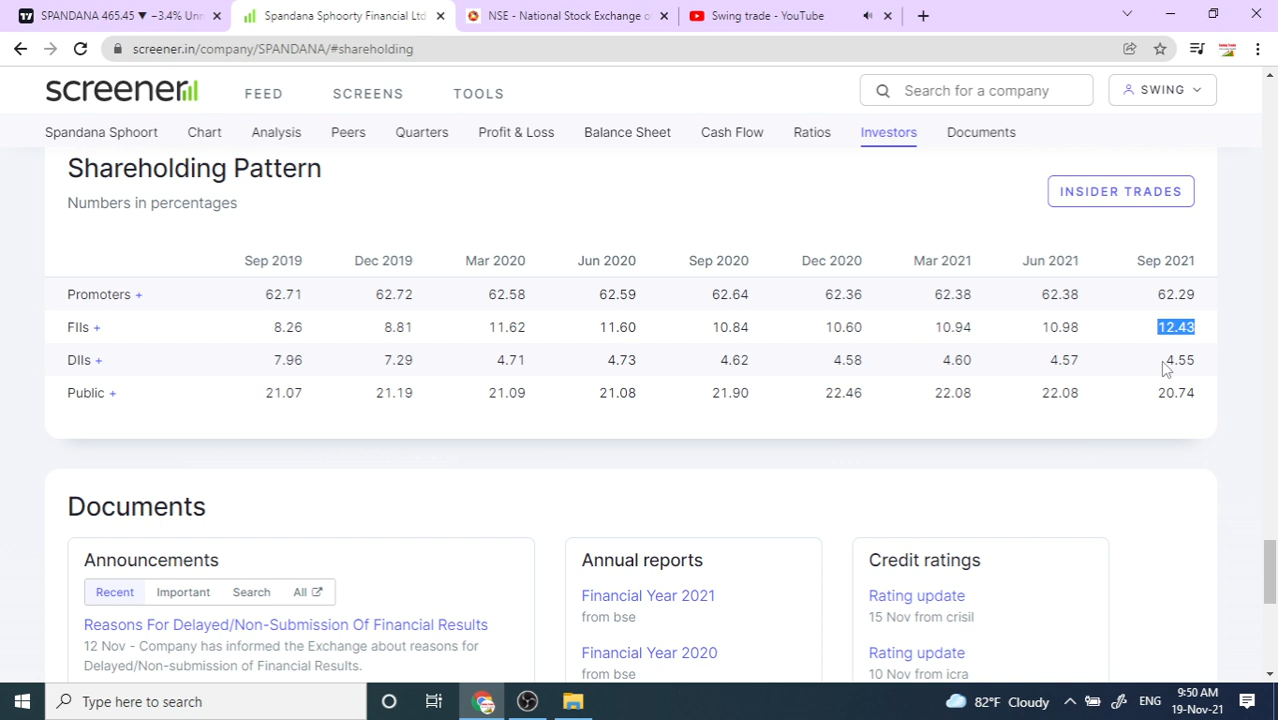 SPANDANA 465.45 ▼ −3.4% Unn
Spandana Sphoorty Financial Ltd
NSE - National Stock Exchange o
Swing trade - YouTube
screener.in/company/SPANDANA/#shareholding
screener
FEED
SCREENS
TOOLS
Search for a company
SWING
Spandana Sphoort
Chart
Analysis
Peers
Quarters
Profit & Loss
Balance Sheet
Cash Flow
Ratios
Investors
Documents
Shareholding Pattern
Numbers in percentages
INSIDER TRADES
Sep 2019 Dec 2019 Mar 2020 Jun 2020 Sep 2020 Dec 2020 Mar 2021 Jun 2021 Sep 2021
Promoters + 62.71 62.72 62.58 62.59 62.64 62.36 62.38 62.38 62.29
FIIs + 8.26 8.81 11.62 11.60 10.84 10.60 10.94 10.98 12.43
DIIs + 7.96 7.29 4.71 4.73 4.62 4.58 4.60 4.57 4.55
Public + 21.07 21.19 21.09 21.08 21.90 22.46 22.08 22.08 20.74
Documents
Announcements
Recent
Important
Search
All
Reasons For Delayed/Non-Submission Of Financial Results
12 Nov - Company has informed the Exchange about reasons for
Delayed/Non-submission of Financial Results.
Annual reports
Financial Year 2021
from bse
Financial Year 2020
from bse
Credit ratings
Rating update
15 Nov from crisil
Rating update
10 Nov from icra
Type here to search
82°F Cloudy
ENG
9:50 AM
19-Nov-21